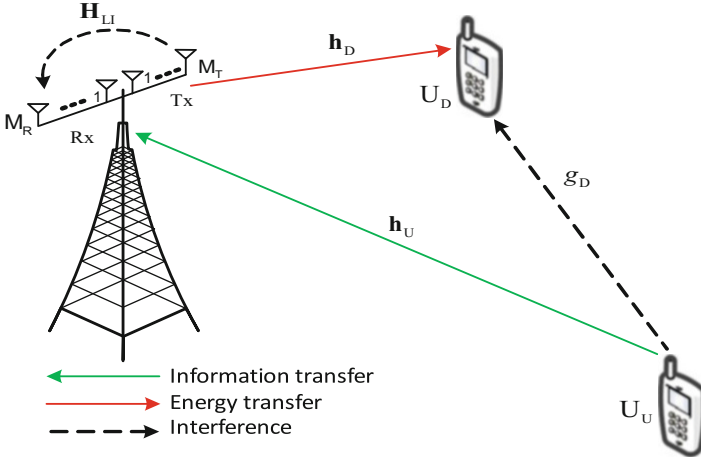 H_LI
h_D
M_T
1
1
Tx
M_R
Rx
U_D
g_D
h_U
U_U
Information transfer
Energy transfer
Interference